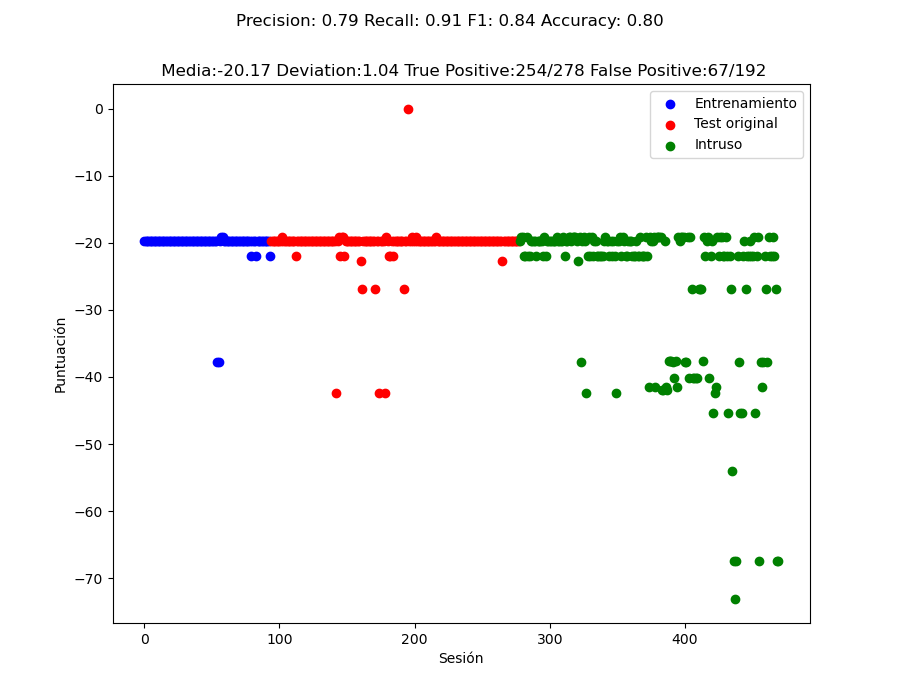 Precision: 0.79 Recall: 0.91 F1: 0.84 Accuracy: 0.80
Media:-20.17 Deviation:1.04 True Positive:254/278 False Positive:67/192
Entrenamiento
Test original
Intruso
0
−10
−20
−30
−40
−50
−60
−70
Puntuación
0
100
200
300
400
Sesión